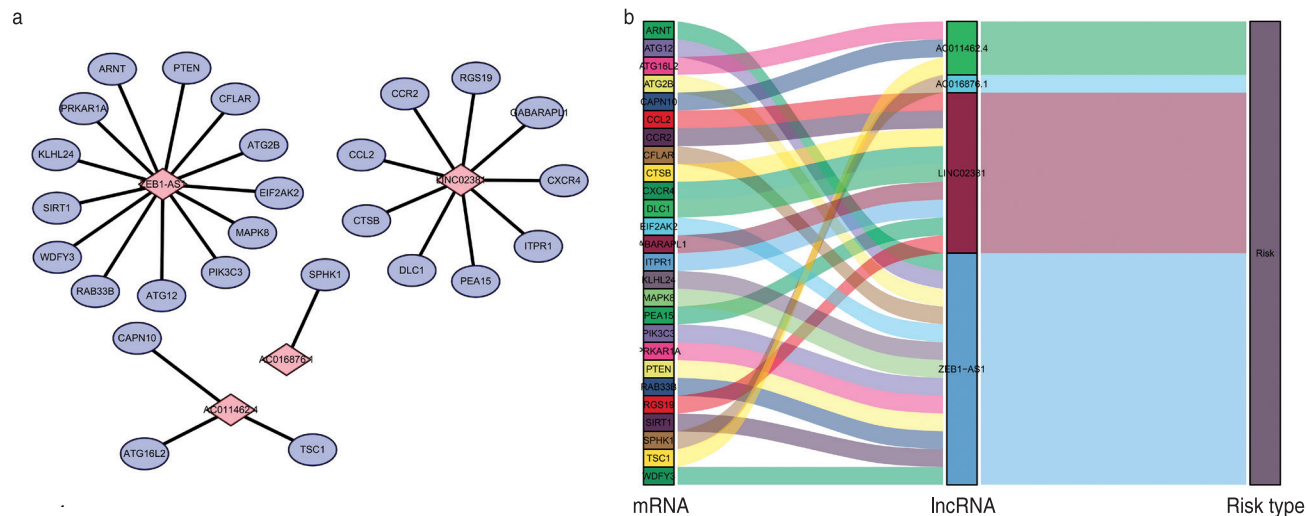 a
ARNT
PTEN
PRKAR1A
CFLAR
KLHL24
ATG2B
ZEB1-AS
EIF2AK2
SIRT1
MAPK8
WDFY3
PIK3C3
RAB33B
ATG12
CCR2
RGS19
GABARAPL1
CCL2
LINC02381
CXCR4
CTSB
ITPR1
DLC1
PEA15
SPHK1
AC016876.1
CAPN10
AC011462.4
ATG16L2
TSC1
b
ARNT
ATG12
ATG16L2
ATG2B
CAPN10
CCL2
CCR2
CFLAR
CTSB
CXCR4
DLC1
EIF2AK2
GABARAPL1
ITPR1
KLHL24
MAPK8
PEA15
PIK3C3
PRKAR1A
PTEN
RAB33B
RGS19
SIRT1
SPHK1
TSC1
WDFY3
AC011462.4
AC016876.1
LINC02381
ZEB1-AS1
Risk
mRNA
lncRNA
Risk type